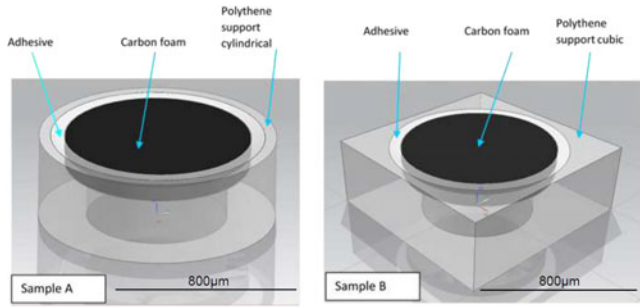 Adhesive
Carbon foam
Polythene
support
cylindrical
Sample A
800µm
Adhesive
Carbon foam
Polythene
support cubic
Sample B
800µm